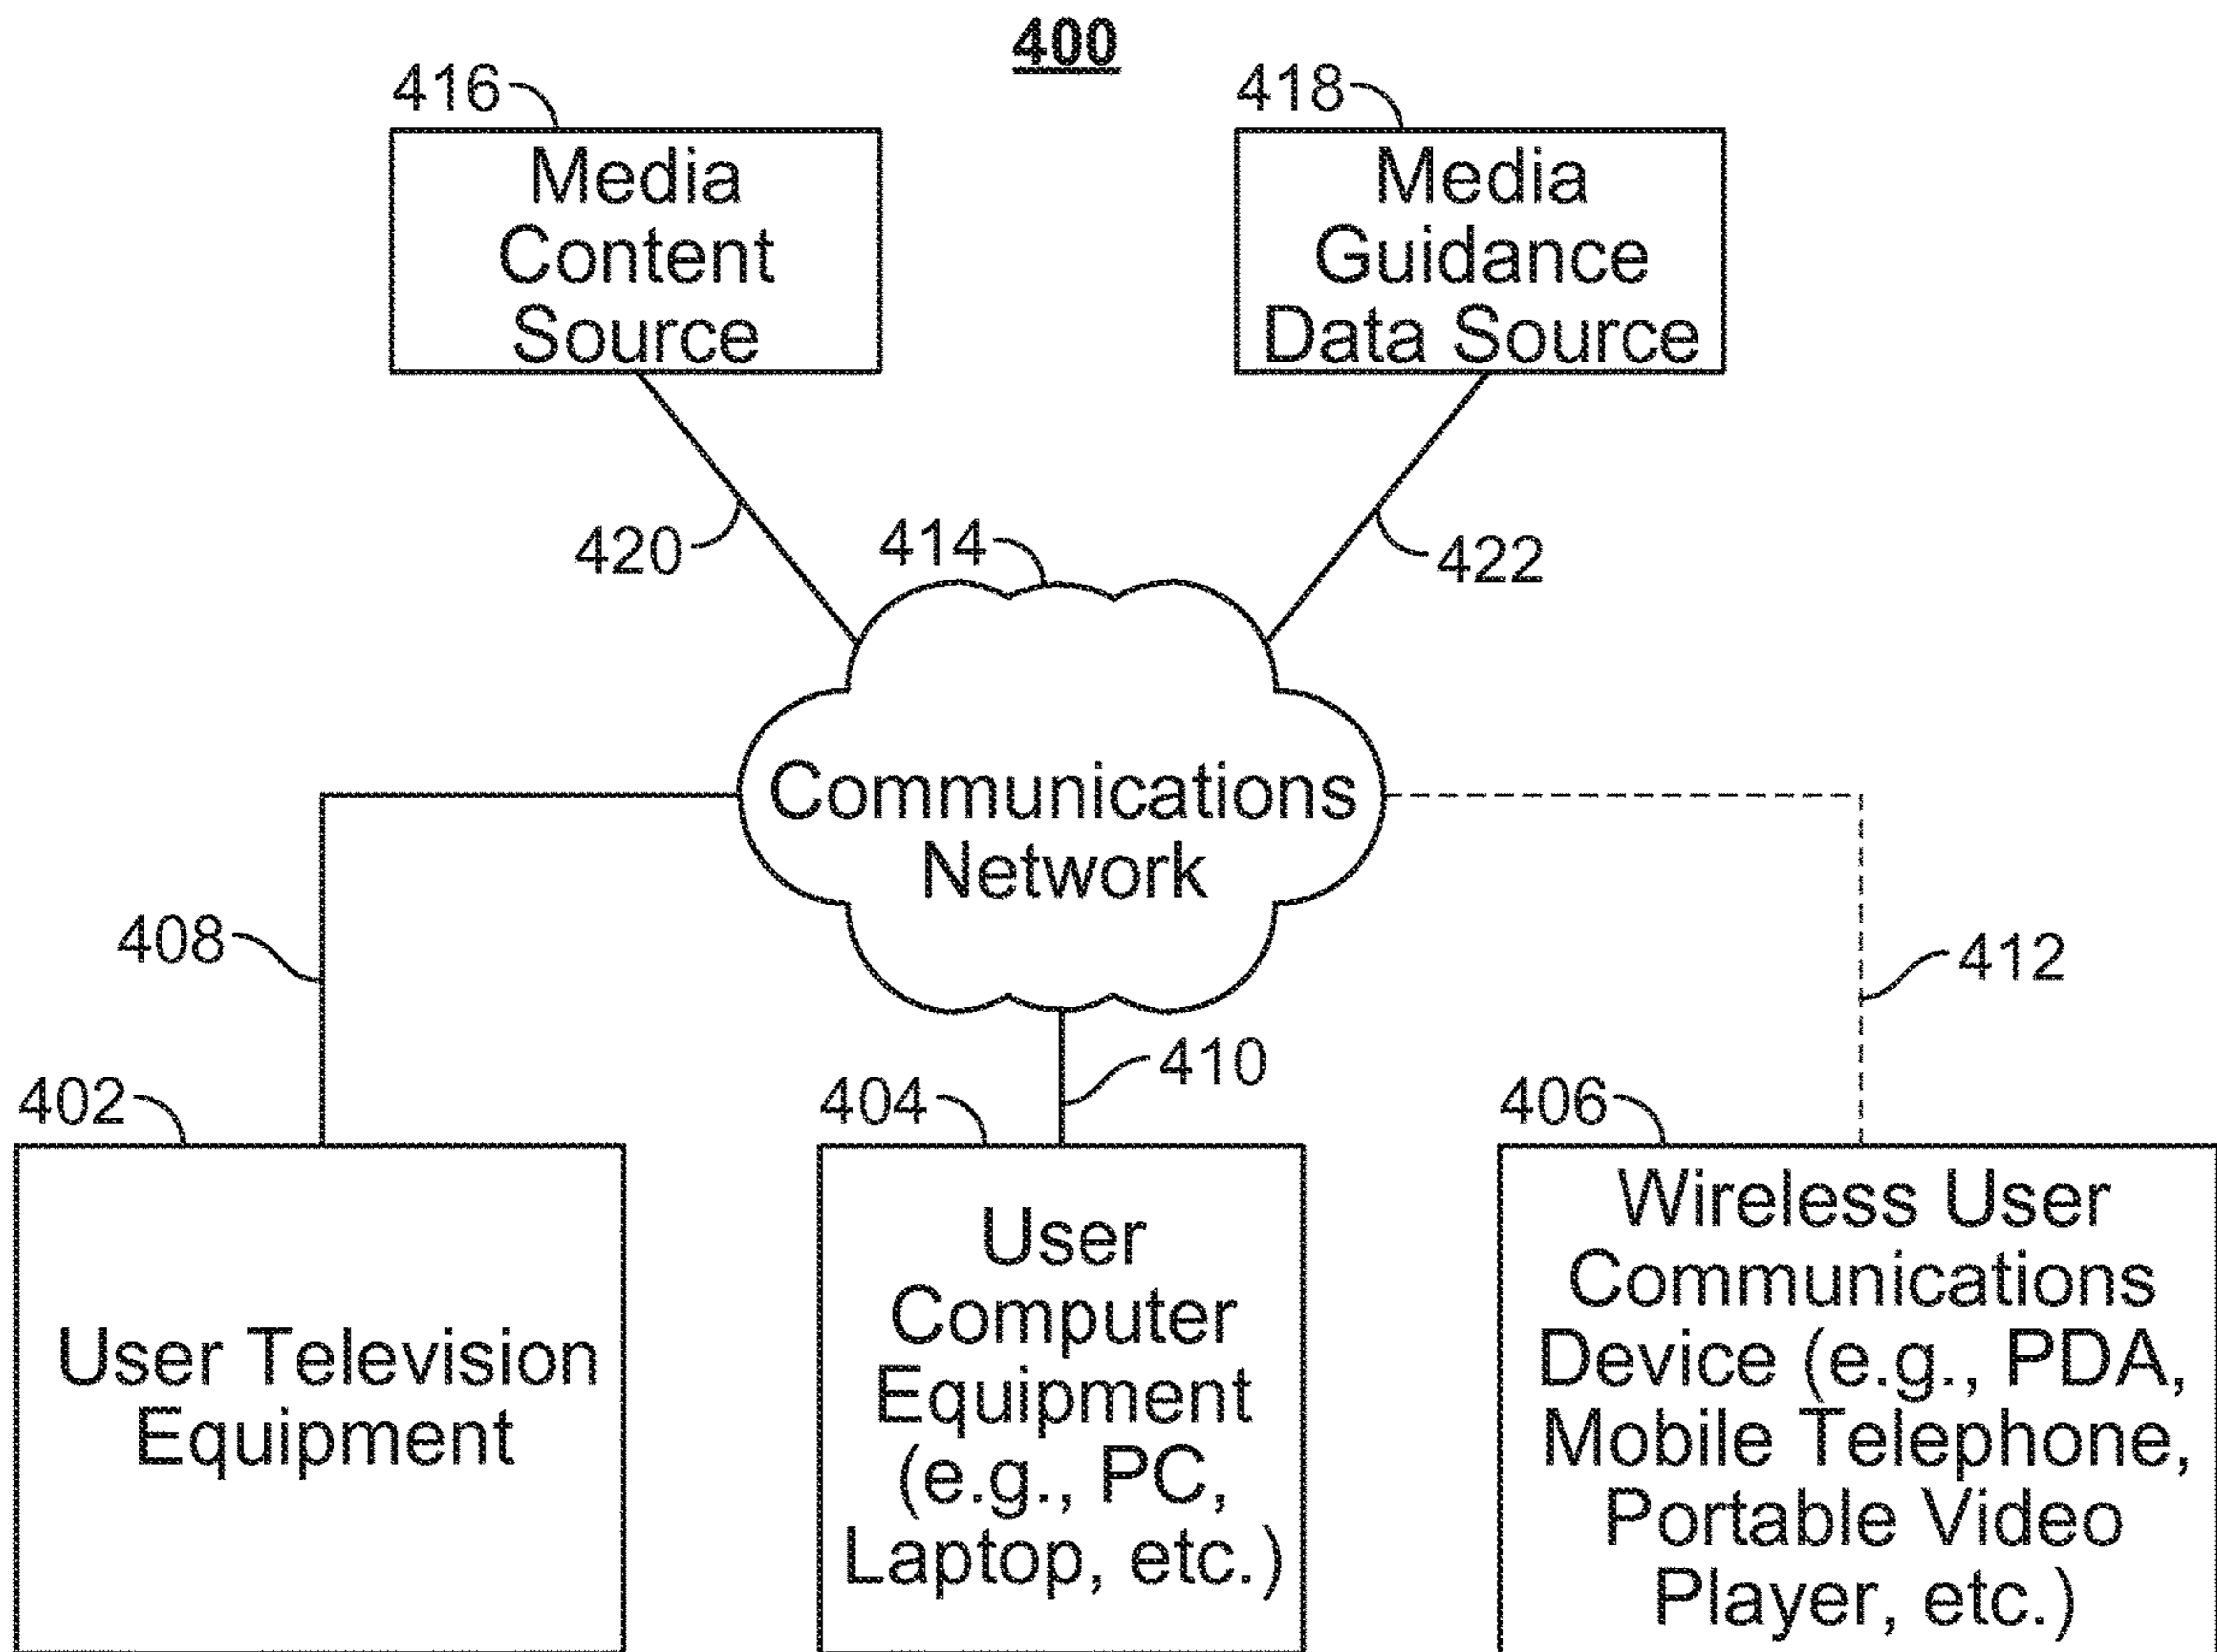 400
416
418
Media
Content
Source
Media
Guidance
Data Source
420
414
422
Communications
Network
408
412
410
402
404
406
User Television
Equipment
User
Computer
Equipment
(e.g., PC,
Laptop, etc.)
Wireless User
Communications
Device (e.g., PDA,
Mobile Telephone,
Portable Video
Player, etc.)